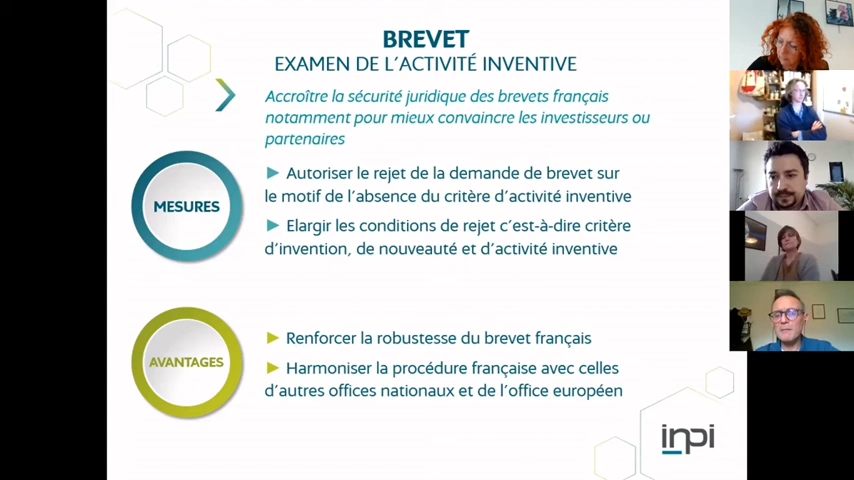 BREVET
EXAMEN DE L'ACTIVITÉ INVENTIVE
Accroître la sécurité juridique des brevets français
notamment pour mieux convaincre les investisseurs ou
partenaires
MESURES
► Autoriser le rejet de la demande de brevet sur
le motif de l'absence du critère d'activité inventive
► Elargir les conditions de rejet c'est-à-dire critère
d'invention, de nouveauté et d'activité inventive
AVANTAGES
► Renforcer la robustesse du brevet français
► Harmoniser la procédure française avec celles
d'autres offices nationaux et de l'office européen
inpi